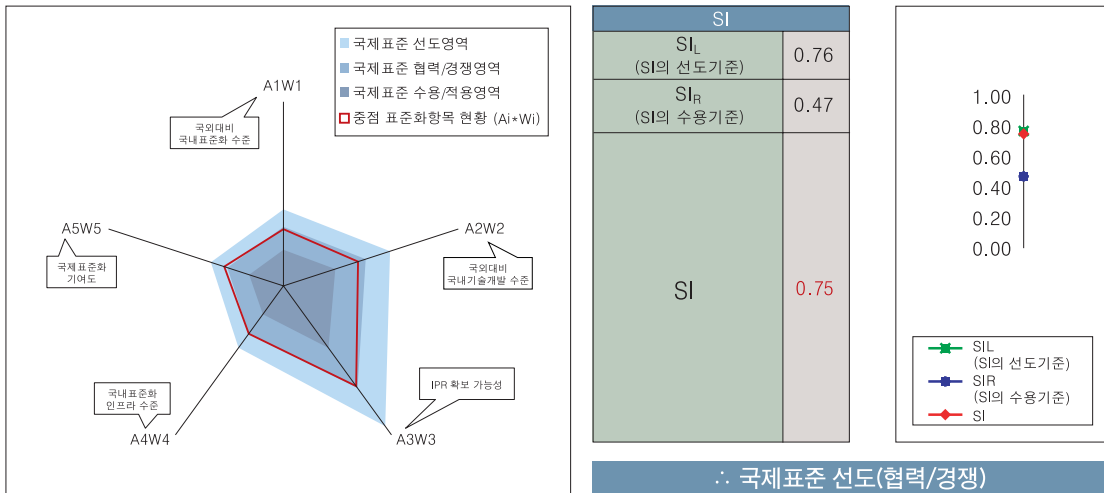 국제표준 선도영역
국제표준 협력/경쟁영역
국제표준 수용/적용영역
중점 표준화항목 현황 (Ai*Wi)
A1W1
국외대비
국내표준화 수준
A5W5
국제표준화
기여도
A2W2
국외대비
국내기술개발 수준
국내표준화
인프라 수준
A4W4
IPR 확보 가능성
A3W3
SI
SIL
(SI의 선도기준)
0.76
SIR
(SI의 수용기준)
0.47
SI
0.75
1.00
0.80
0.60
0.40
0.20
0.00
SIL
(SI의 선도기준)
SIR
(SI의 수용기준)
SI
∴ 국제표준 선도(협력/경쟁)